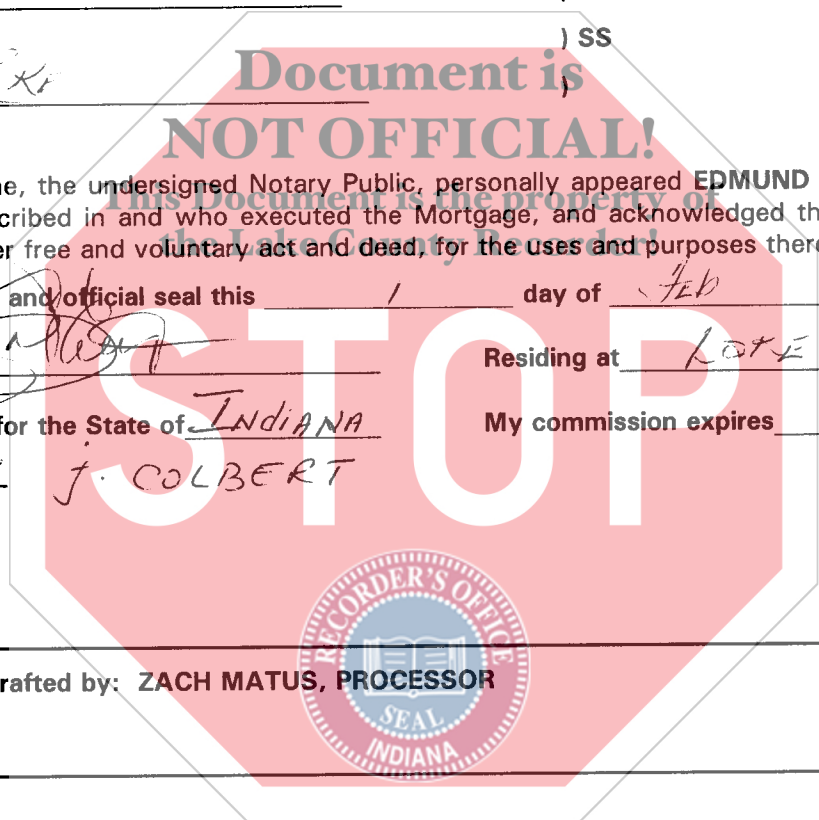 ) SS
Document is
)
NOT OFFICIAL!
e, the undersigned Notary Public, personally appeared EDMUND
This Document is the property of
cribed in and who executed the Mortgage, and acknowledged th
the Lake County Recorder!
er free and voluntary act and deed, for the uses and purposes there
and official seal this / day of Feb
STOP
Residing at
for the State of INDIANA My commission expires
J. COLBERT
RECORDER'S OFFICE
SEAL
INDIANA
rafted by: ZACH MATUS, PROCESSOR